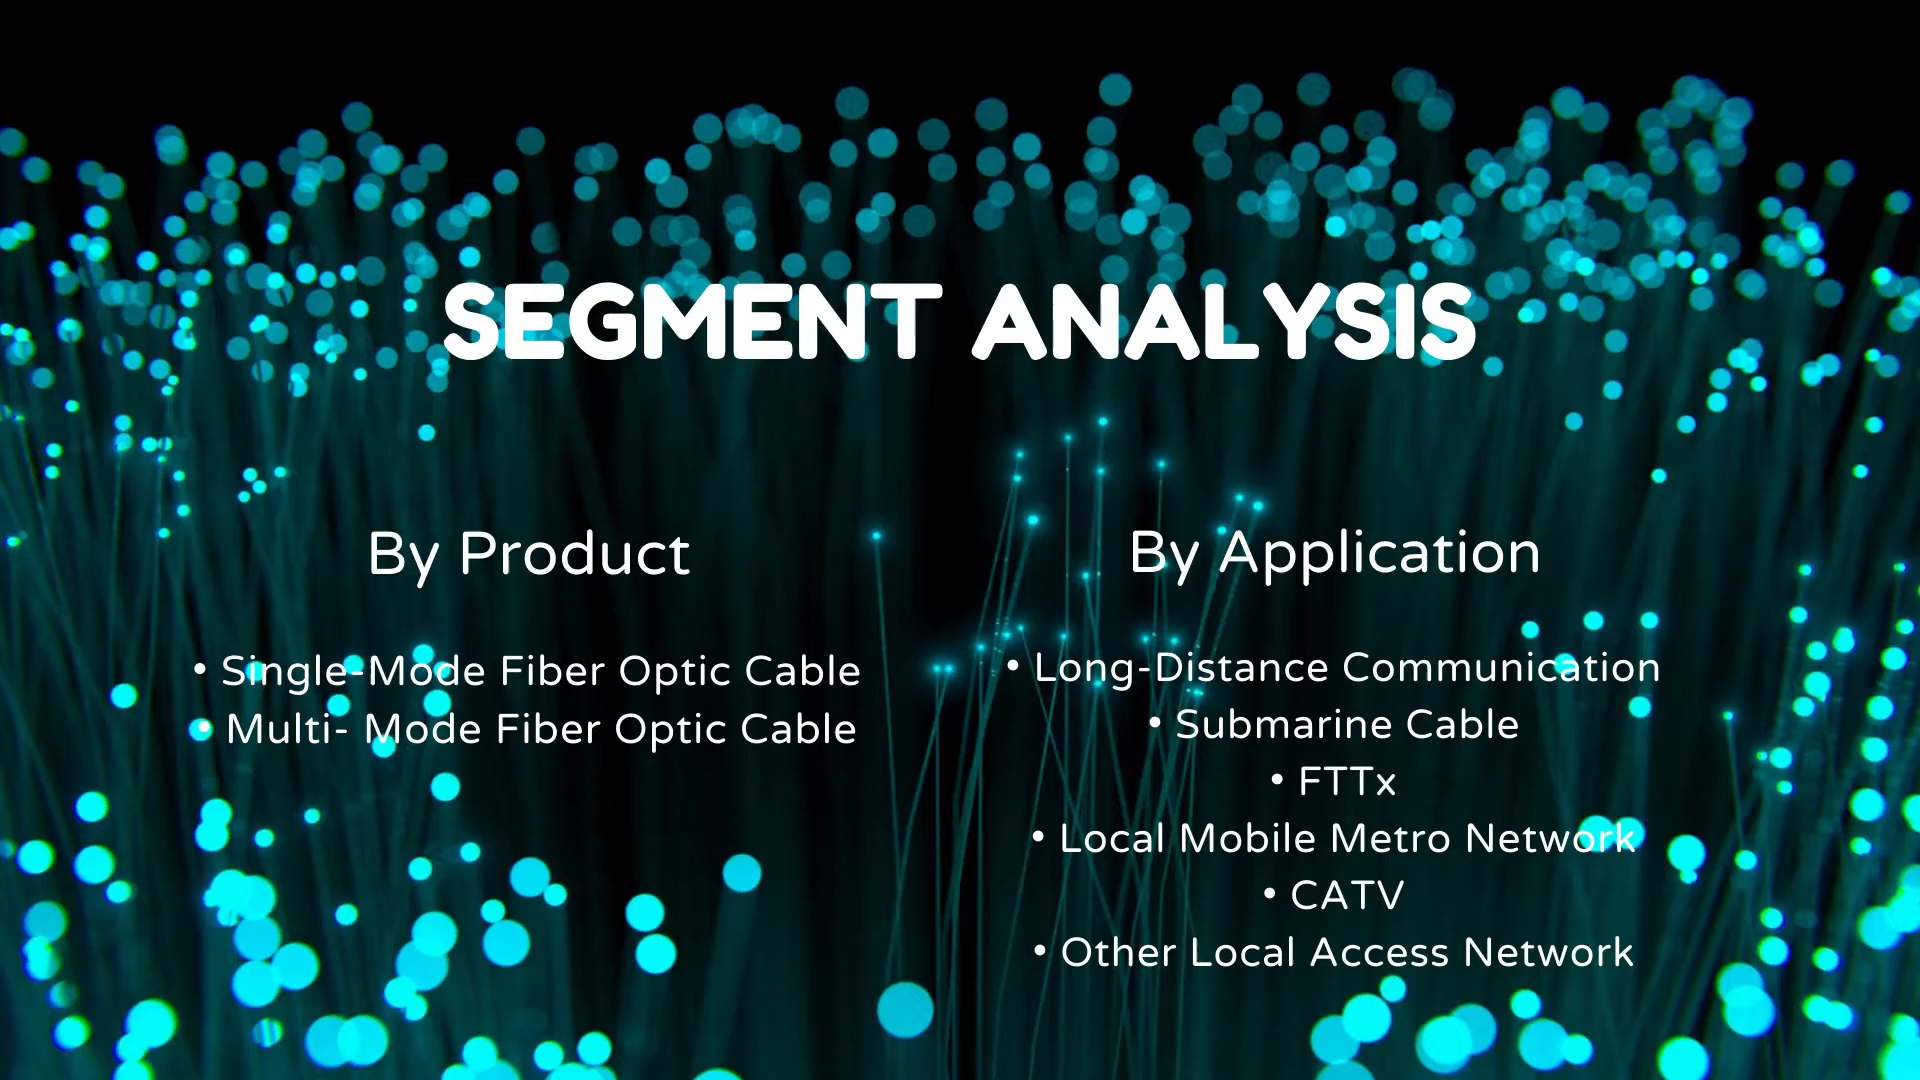 SEGMENT ANALYSIS
By Product
• Single-Mode Fiber Optic Cable
• Multi- Mode Fiber Optic Cable
By Application
• Long-Distance Communication
• Submarine Cable
• FTTx
• Local Mobile Metro Network
• CATV
• Other Local Access Network